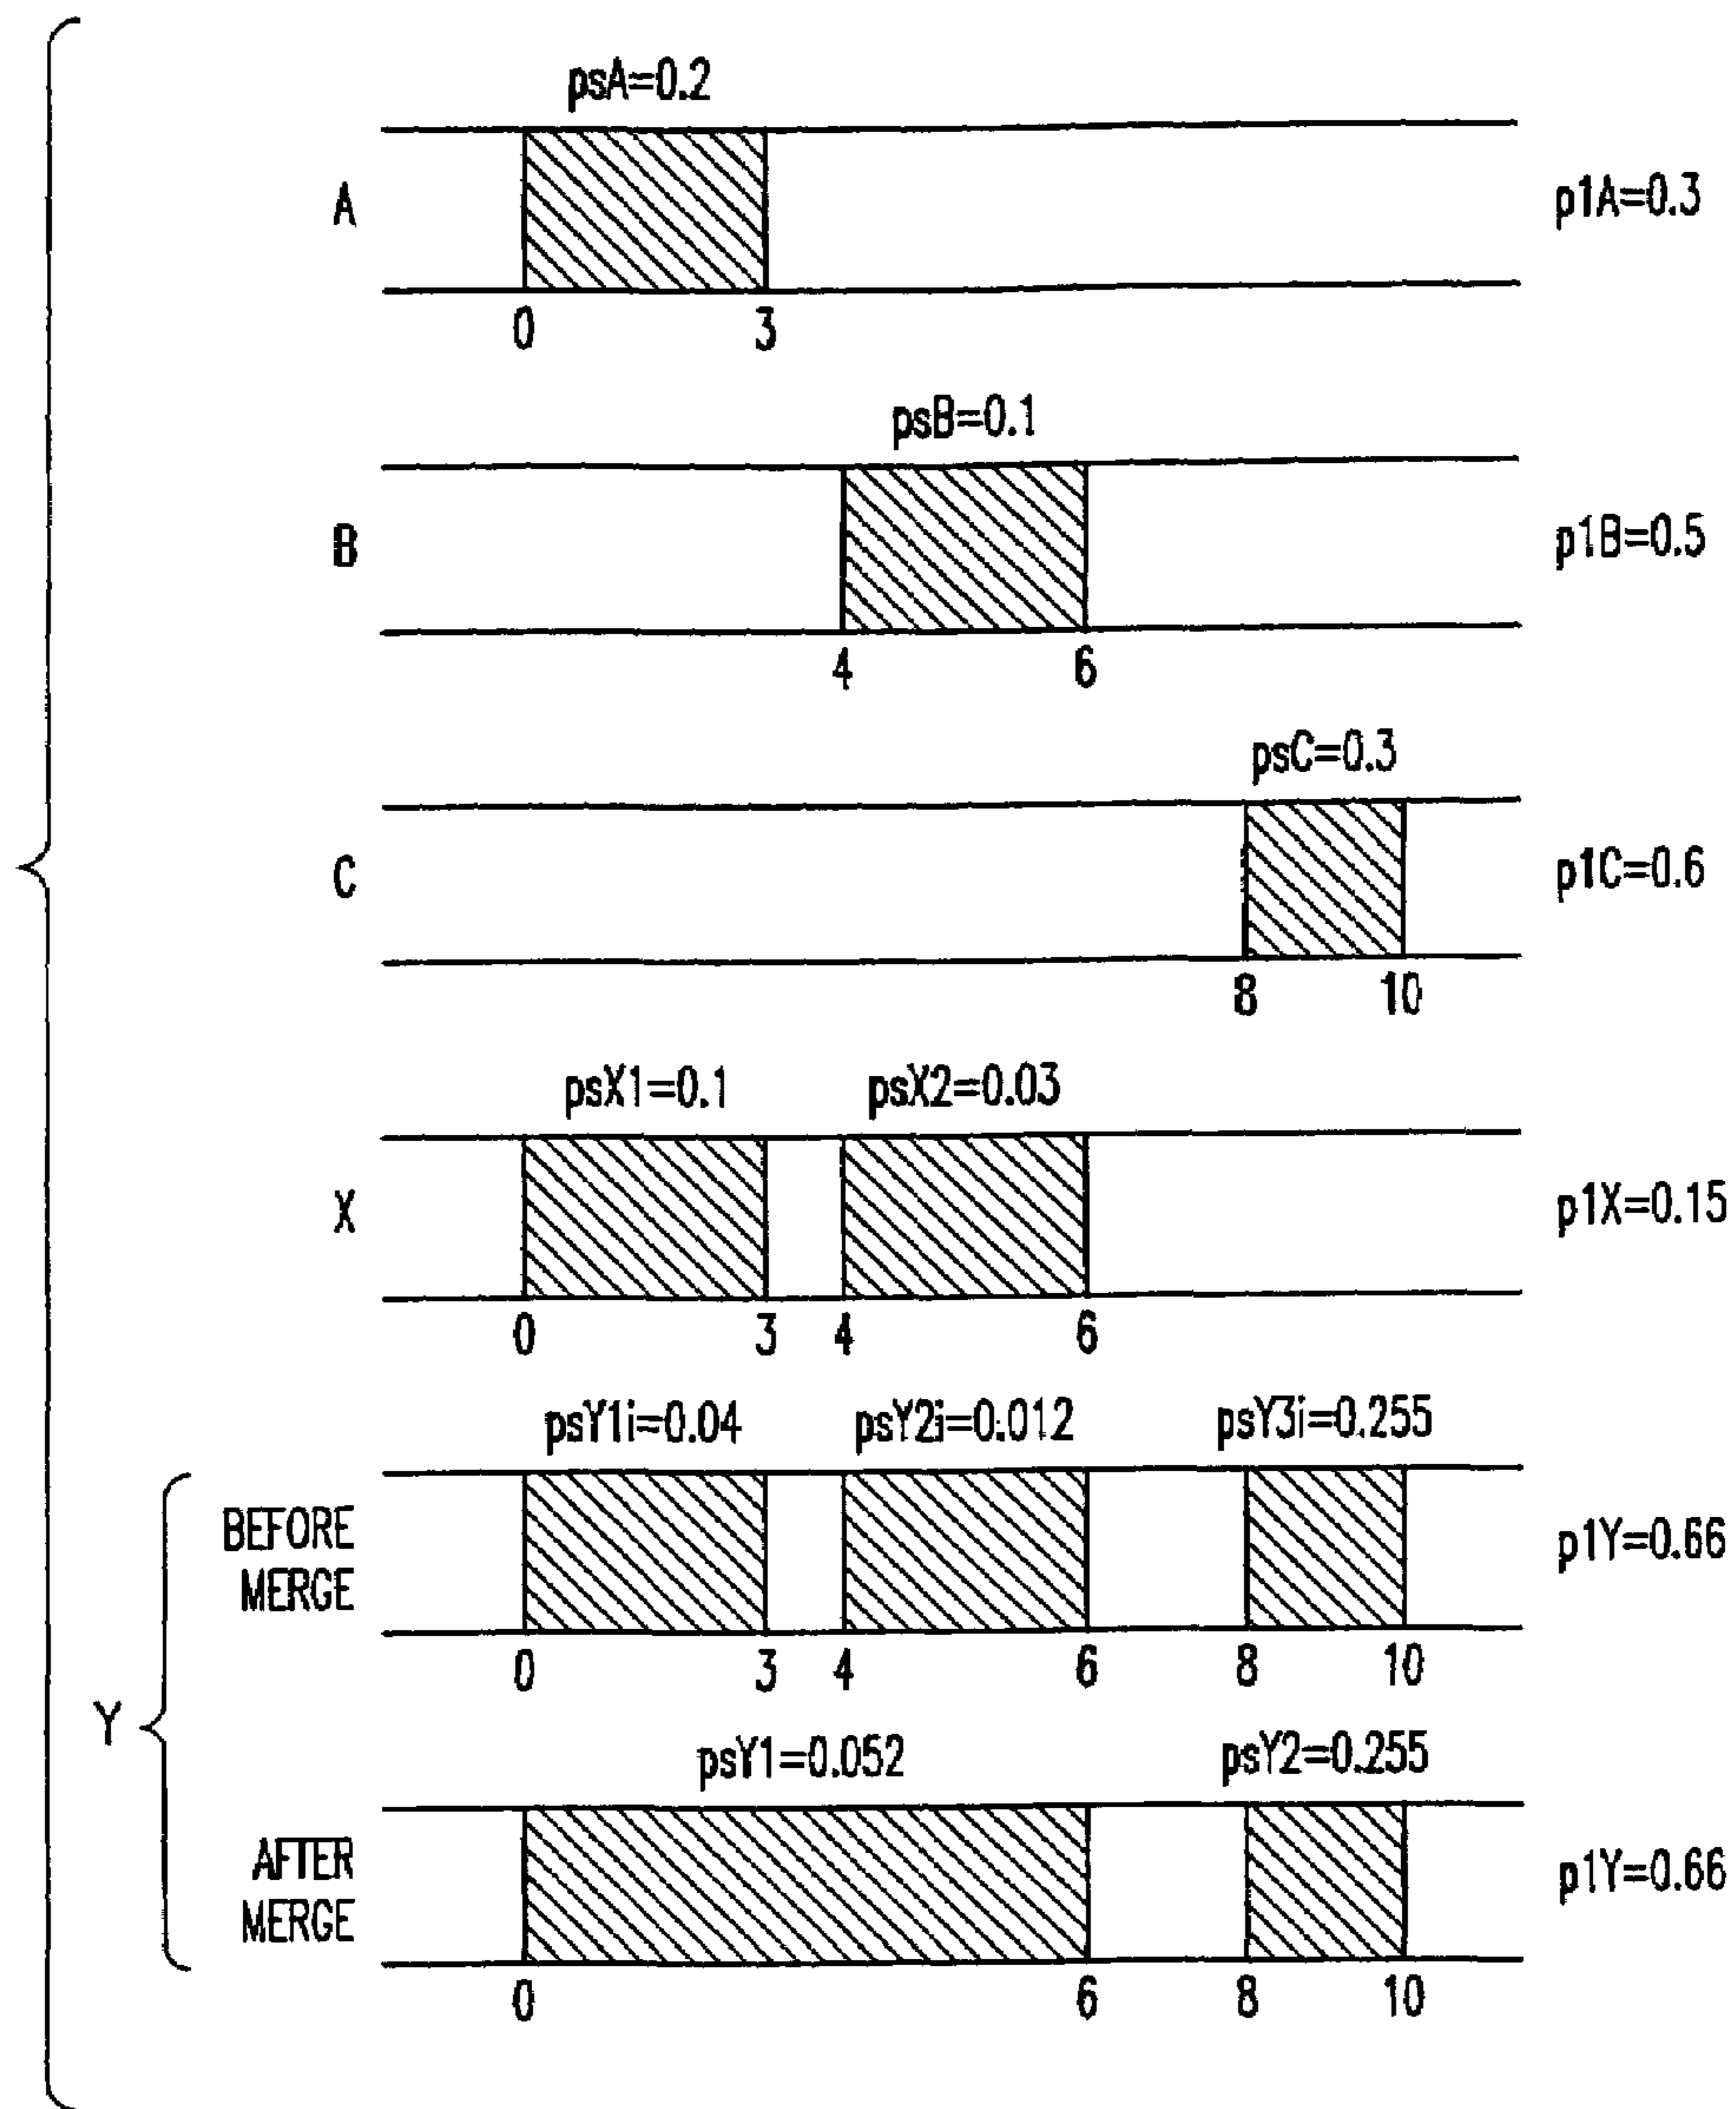 psA=0.2
A
p1A=0.3
0 3
psB=0.1
B
p1B=0.5
4 6
psC=0.3
C
p1C=0.6
8 10
psX1=0.1 psX2=0.03
X
p1X=0.15
0 3 4 6
psY1i=0.04 psY2i=0.012 psY3i=0.255
BEFORE
MERGE
p1Y=0.66
0 3 4 6 8 10
Y
psY1=0.052 psY2=0.255
AFTER
MERGE
p1Y=0.66
0 6 8 10